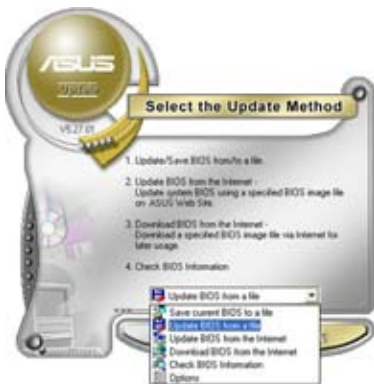 ASUS
Update
Select the Update Method
1. Update/Save BIOS from/to a file.
2. Update BIOS from the Internet -
Update system BIOS using a specified BIOS image file
on ASUS Web Site.
3. Download BIOS from the Internet -
Download a specified BIOS image file via Internet for
later usage.
4. Check BIOS Information
Update BIOS from a file
Save current BIOS to a file
Update BIOS from a file
Update BIOS from the Internet
Download BIOS from the Internet
Check BIOS Information
Options